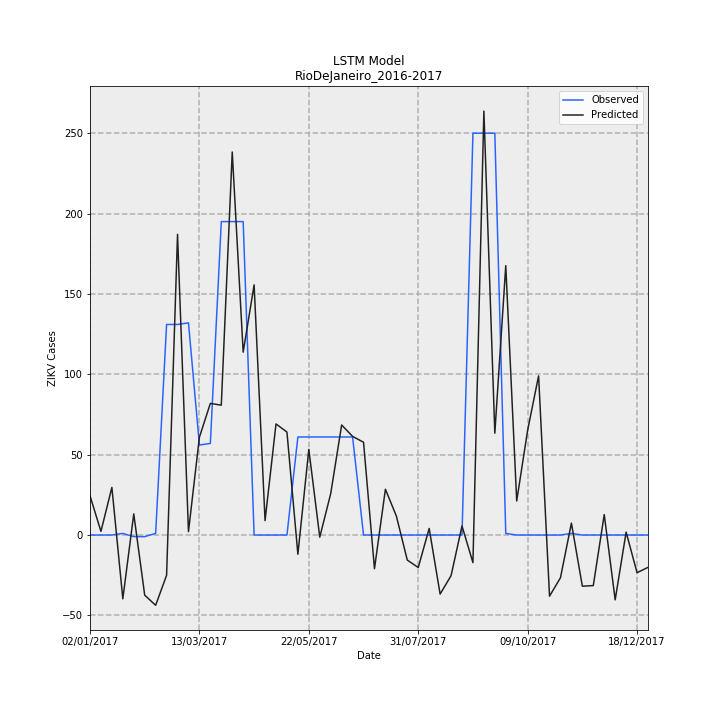 LSTM Model
RioDeJaneiro_2016-2017
Observed
Predicted
250
200
150
100
50
0
−50
ZIKV Cases
02/01/2017
13/03/2017
22/05/2017
31/07/2017
09/10/2017
18/12/2017
Date